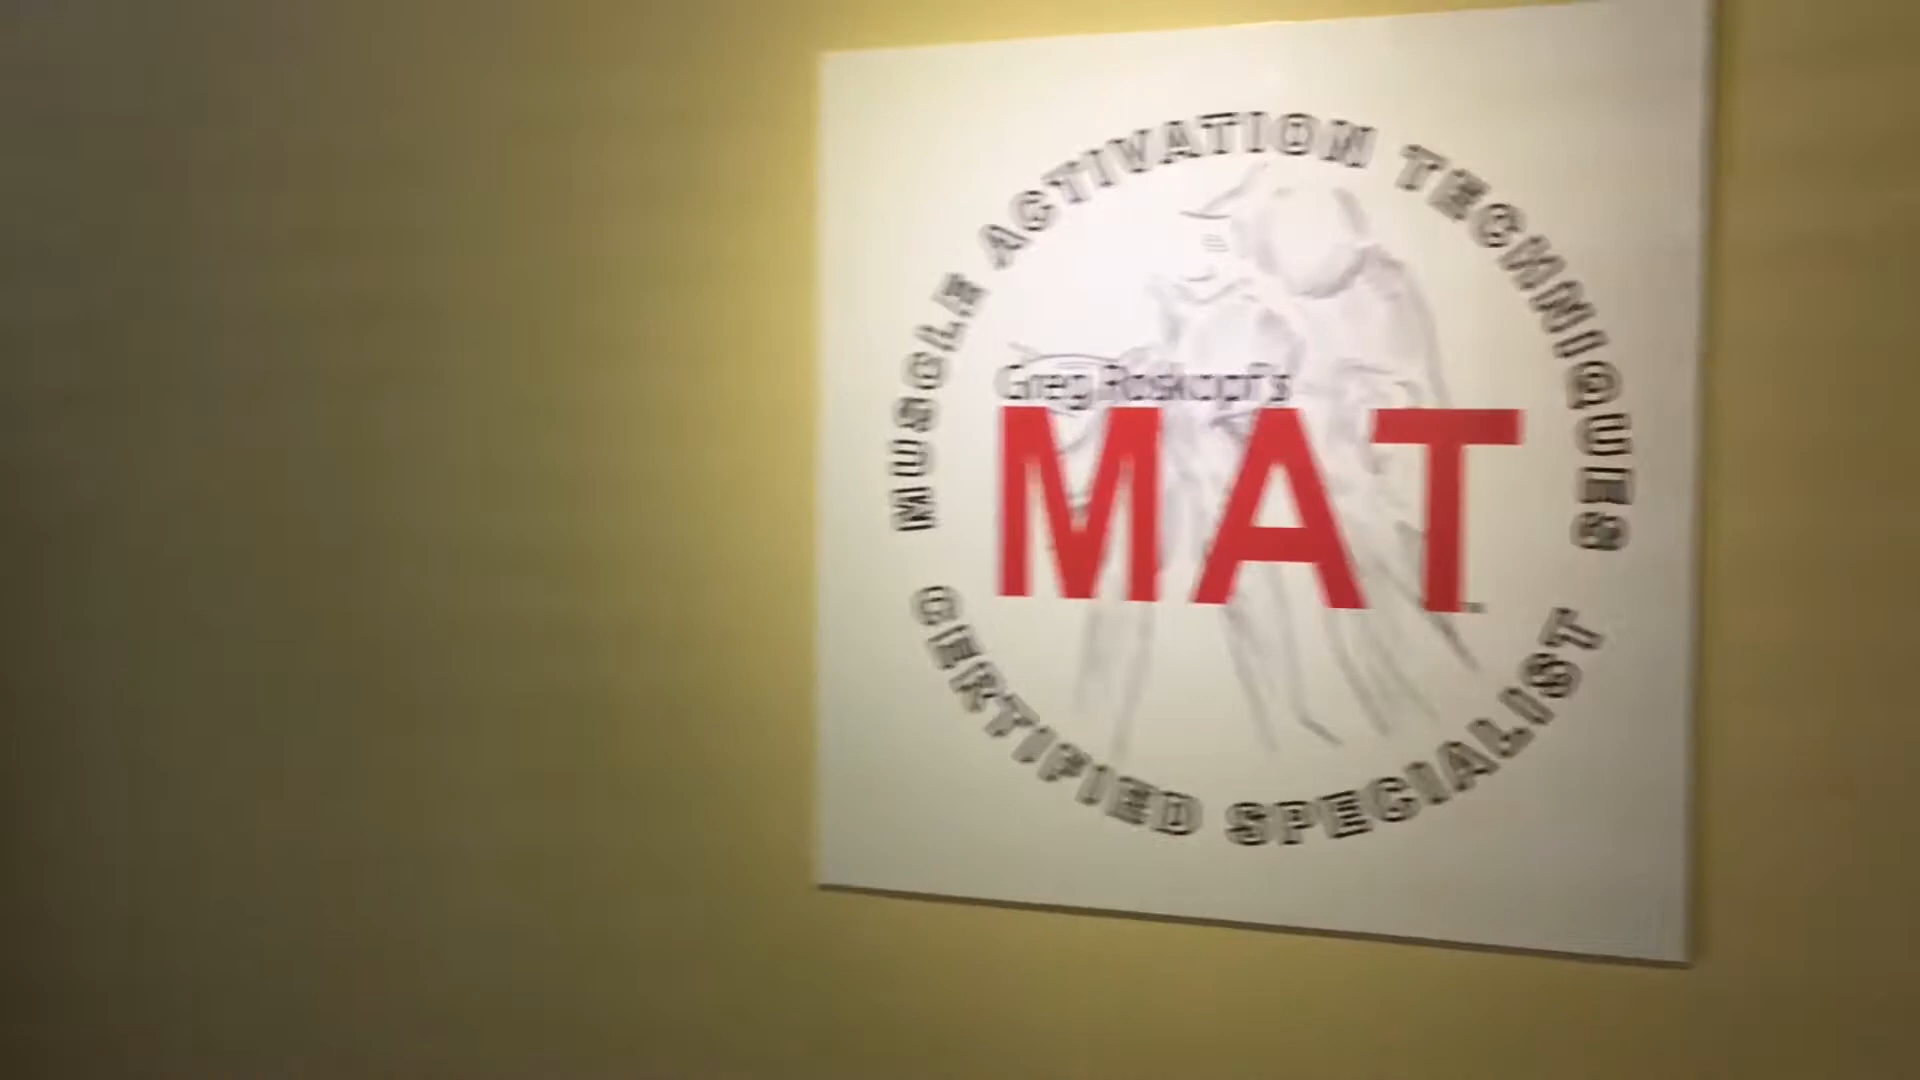 MUSCLE ACTIVATION TECHNIQUES
Greg Roskopf's
MAT
CERTIFIED SPECIALIST